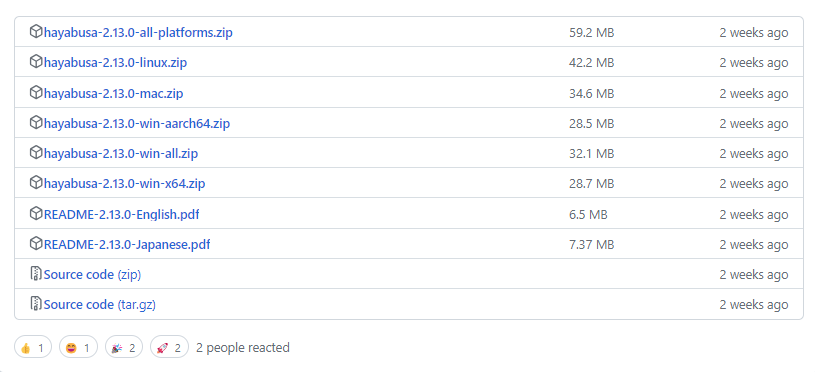 hayabusa-2.13.0-all-platforms.zip 59.2 MB 2 weeks ago
hayabusa-2.13.0-linux.zip 42.2 MB 2 weeks ago
hayabusa-2.13.0-mac.zip 34.6 MB 2 weeks ago
hayabusa-2.13.0-win-aarch64.zip 28.5 MB 2 weeks ago
hayabusa-2.13.0-win-all.zip 32.1 MB 2 weeks ago
hayabusa-2.13.0-win-x64.zip 28.7 MB 2 weeks ago
README-2.13.0-English.pdf 6.5 MB 2 weeks ago
README-2.13.0-Japanese.pdf 7.37 MB 2 weeks ago
Source code (zip) 2 weeks ago
Source code (tar.gz) 2 weeks ago
1 1 2 2 2 people reacted